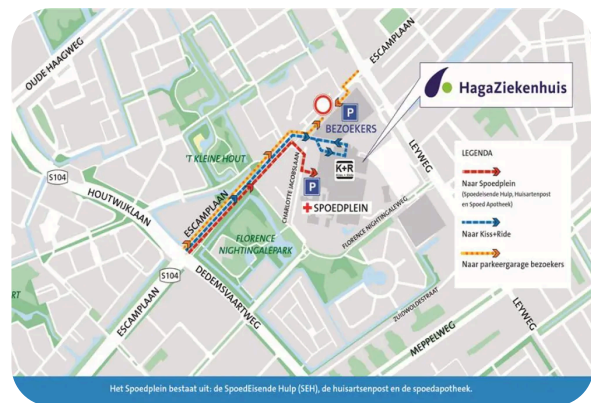 OUDE HAAGWEG
ESCAMPLAAN
HagaZiekenhuis
P
BEZOEKERS
LEYWEG
'T KLEINE HOUT
K+R
S104
HOUTWIJKLAAN
ESCAMPLAAN
CHARLOTTE JACOBSLAAN
P
SPOEDPLEIN
FLORENCE
NIGHTINGALEPARK
FLORENCE NIGHTINGALEWEG
S104
DEDEMSVAARTWEG
ESCAMPLAAN
ZUIDWOLDESTRAAT
MEPPELWEG
LEYWEG
RT
LEGENDA
Naar Spoedplein
(Spoedeisende Hulp, Huisartenpost
en Spoed Apotheek)
Naar Kiss+Ride
Naar parkeergarage bezoekers
Het Spoedplein bestaat uit: de SpoedEisende Hulp (SEH), de huisartsenpost en de spoedapotheek.